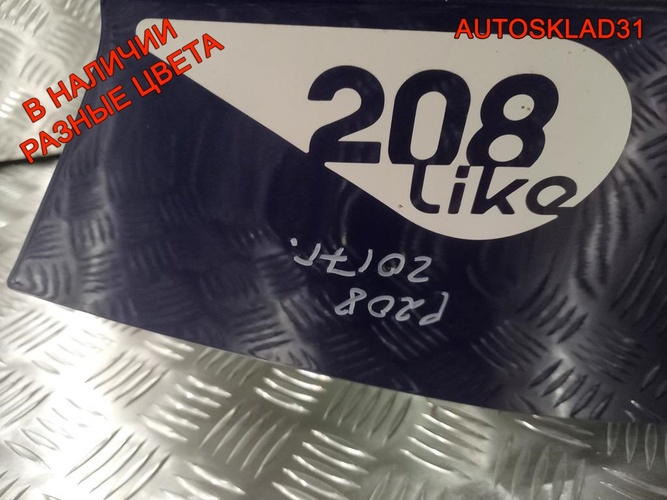 AUTOSKLAD31
В НАЛИЧИИ
РАЗНЫЕ ЦВЕТА
208
like
2017г.
P208